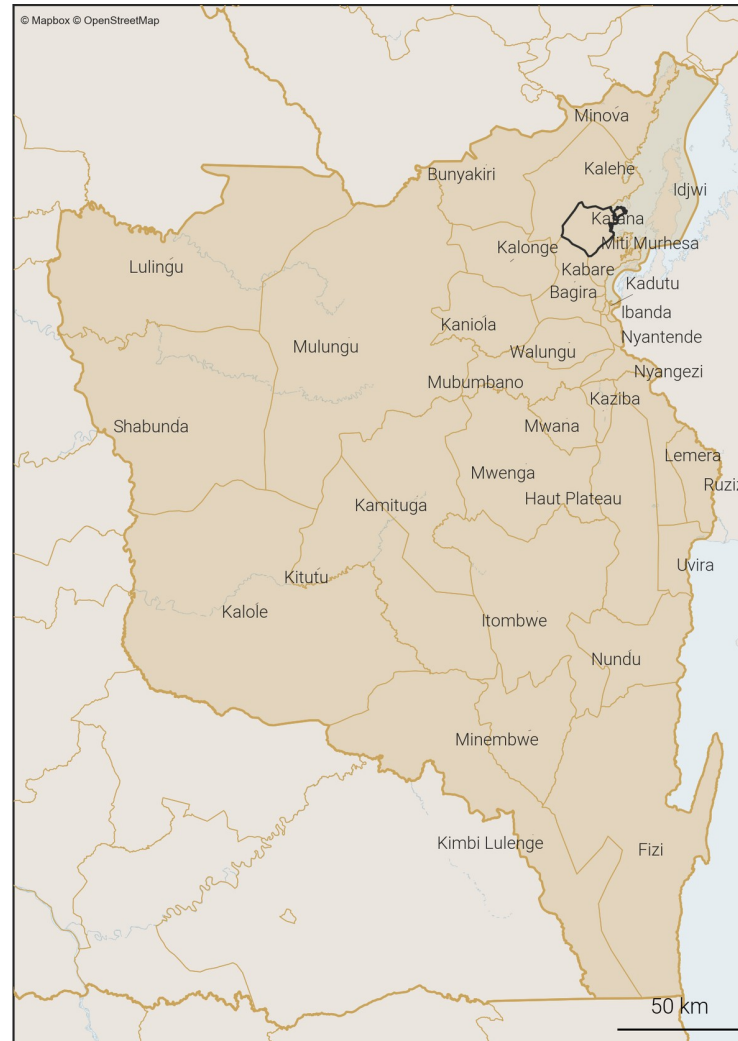 © Mapbox © OpenStreetMap
Minova
Kalehe
Bunyakiri
Idjwi
Katana
Miti Murhesa
Kalonge
Lulingu
Kabare
Kadutu
Bagira
Ibanda
Kaniola
Nyantende
Mulungu
Walungu
Nyangezi
Mubumbano
Kaziba
Shabunda
Mwana
Lemera
Mwenga
Ruziz
Haut Plateau
Kamituga
Uvira
Kitutu
Kalole
Itombwe
Nundu
Minembwe
Kimbi Lulenge
Fizi
50 km